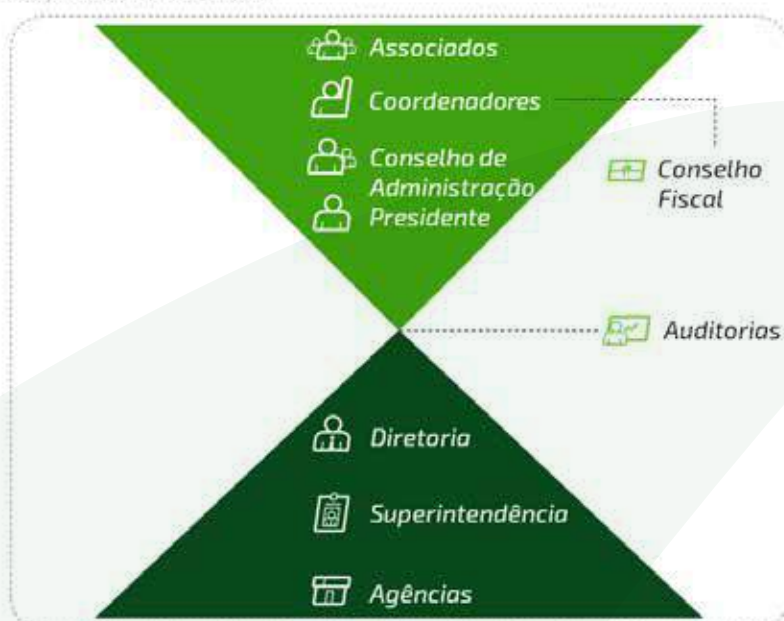 Associados
Coordenadores
Conselho de
Administração
Presidente
Conselho
Fiscal
Auditorias
Diretoria
Superintendência
Agências